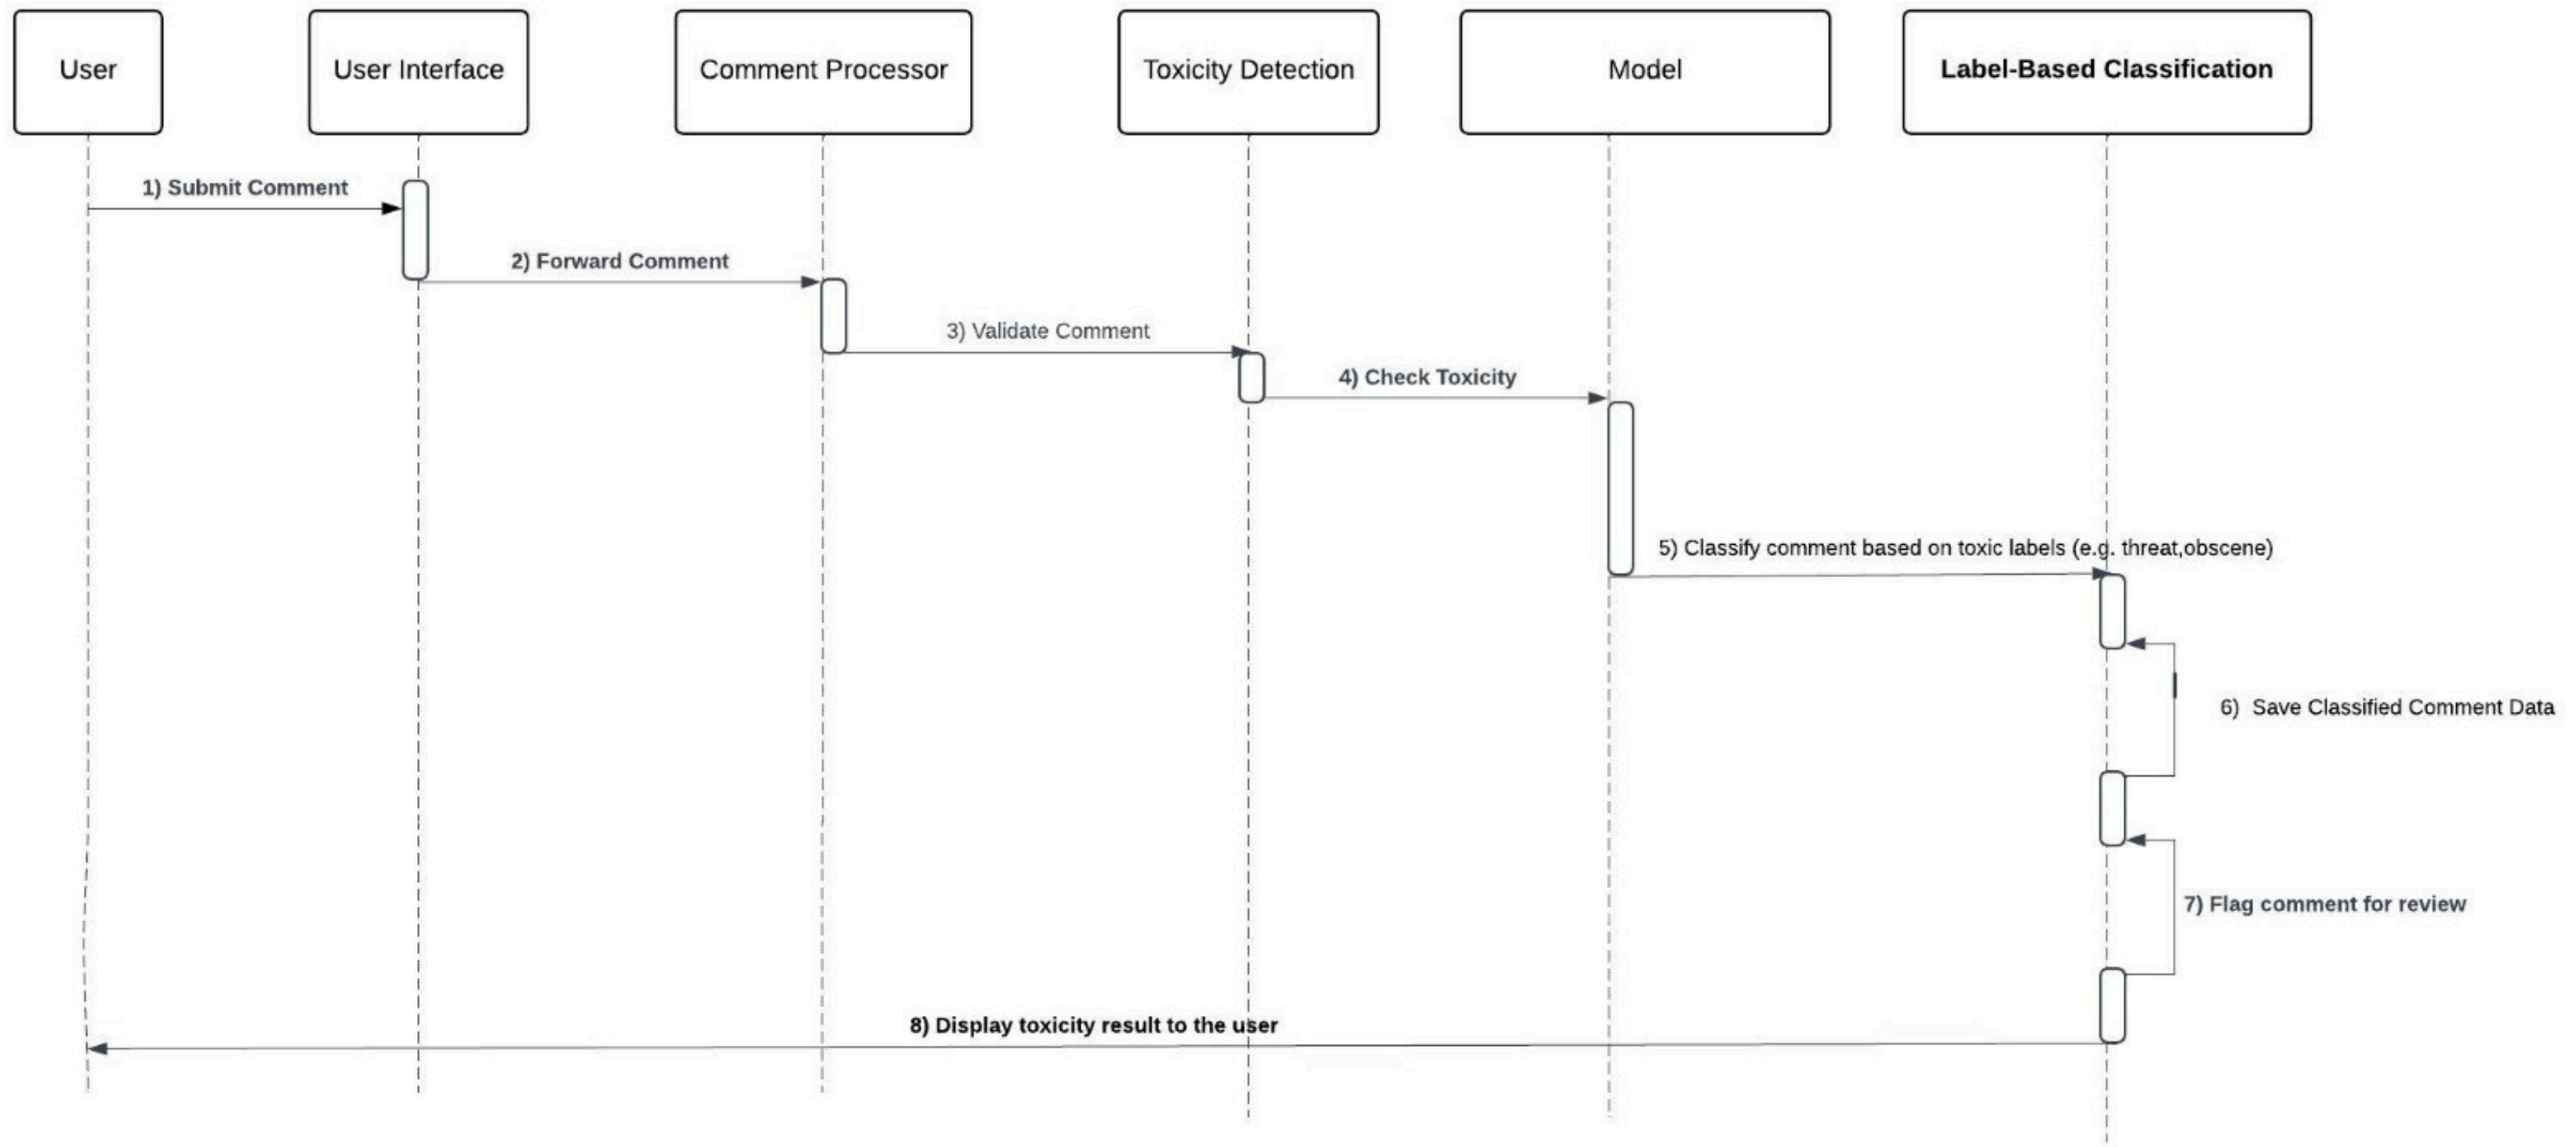 User
User Interface
Comment Processor
Toxicity Detection
Model
Label-Based Classification
1) Submit Comment
2) Forward Comment
3) Validate Comment
4) Check Toxicity
5) Classify comment based on toxic labels (e.g. threat,obscene)
6) Save Classified Comment Data
7) Flag comment for review
8) Display toxicity result to the user